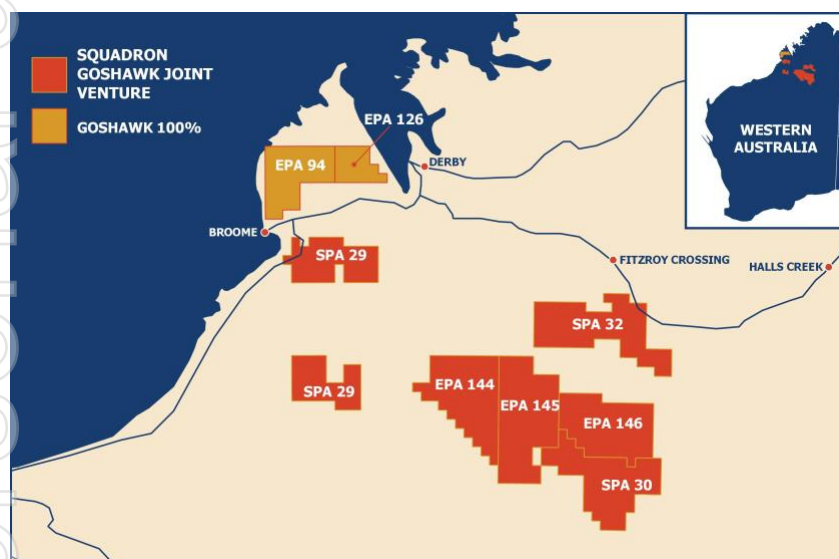 SQUADRON
GOSHAWK JOINT
VENTURE
GOSHAWK 100%
EPA 126
EPA 94
DERBY
BROOME
SPA 29
FITZROY CROSSING
HALLS CREEK
SPA 32
SPA 29
EPA 144
EPA 145
EPA 146
SPA 30
WESTERN
AUSTRALIA